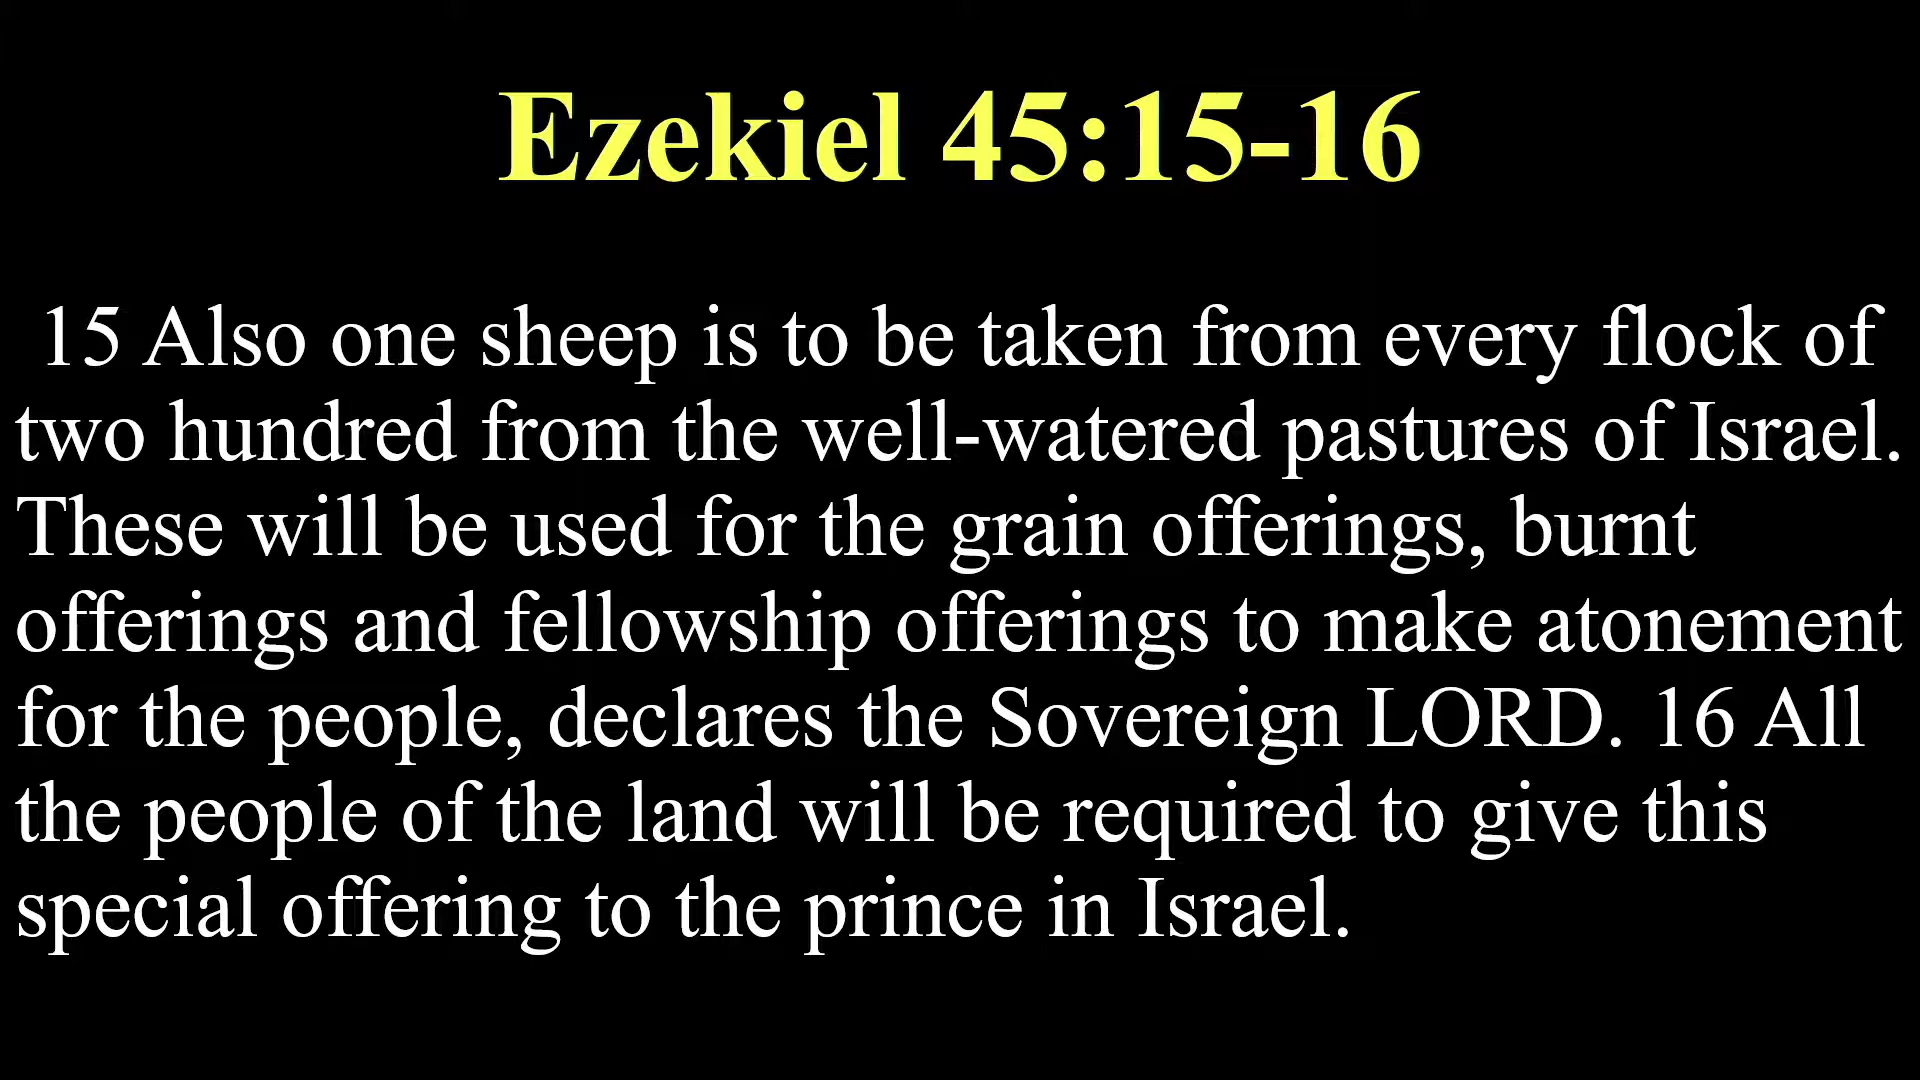 Ezekiel 45:15-16
15 Also one sheep is to be taken from every flock of
two hundred from the well-watered pastures of Israel.
These will be used for the grain offerings, burnt
offerings and fellowship offerings to make atonement
for the people, declares the Sovereign LORD. 16 All
the people of the land will be required to give this
special offering to the prince in Israel.